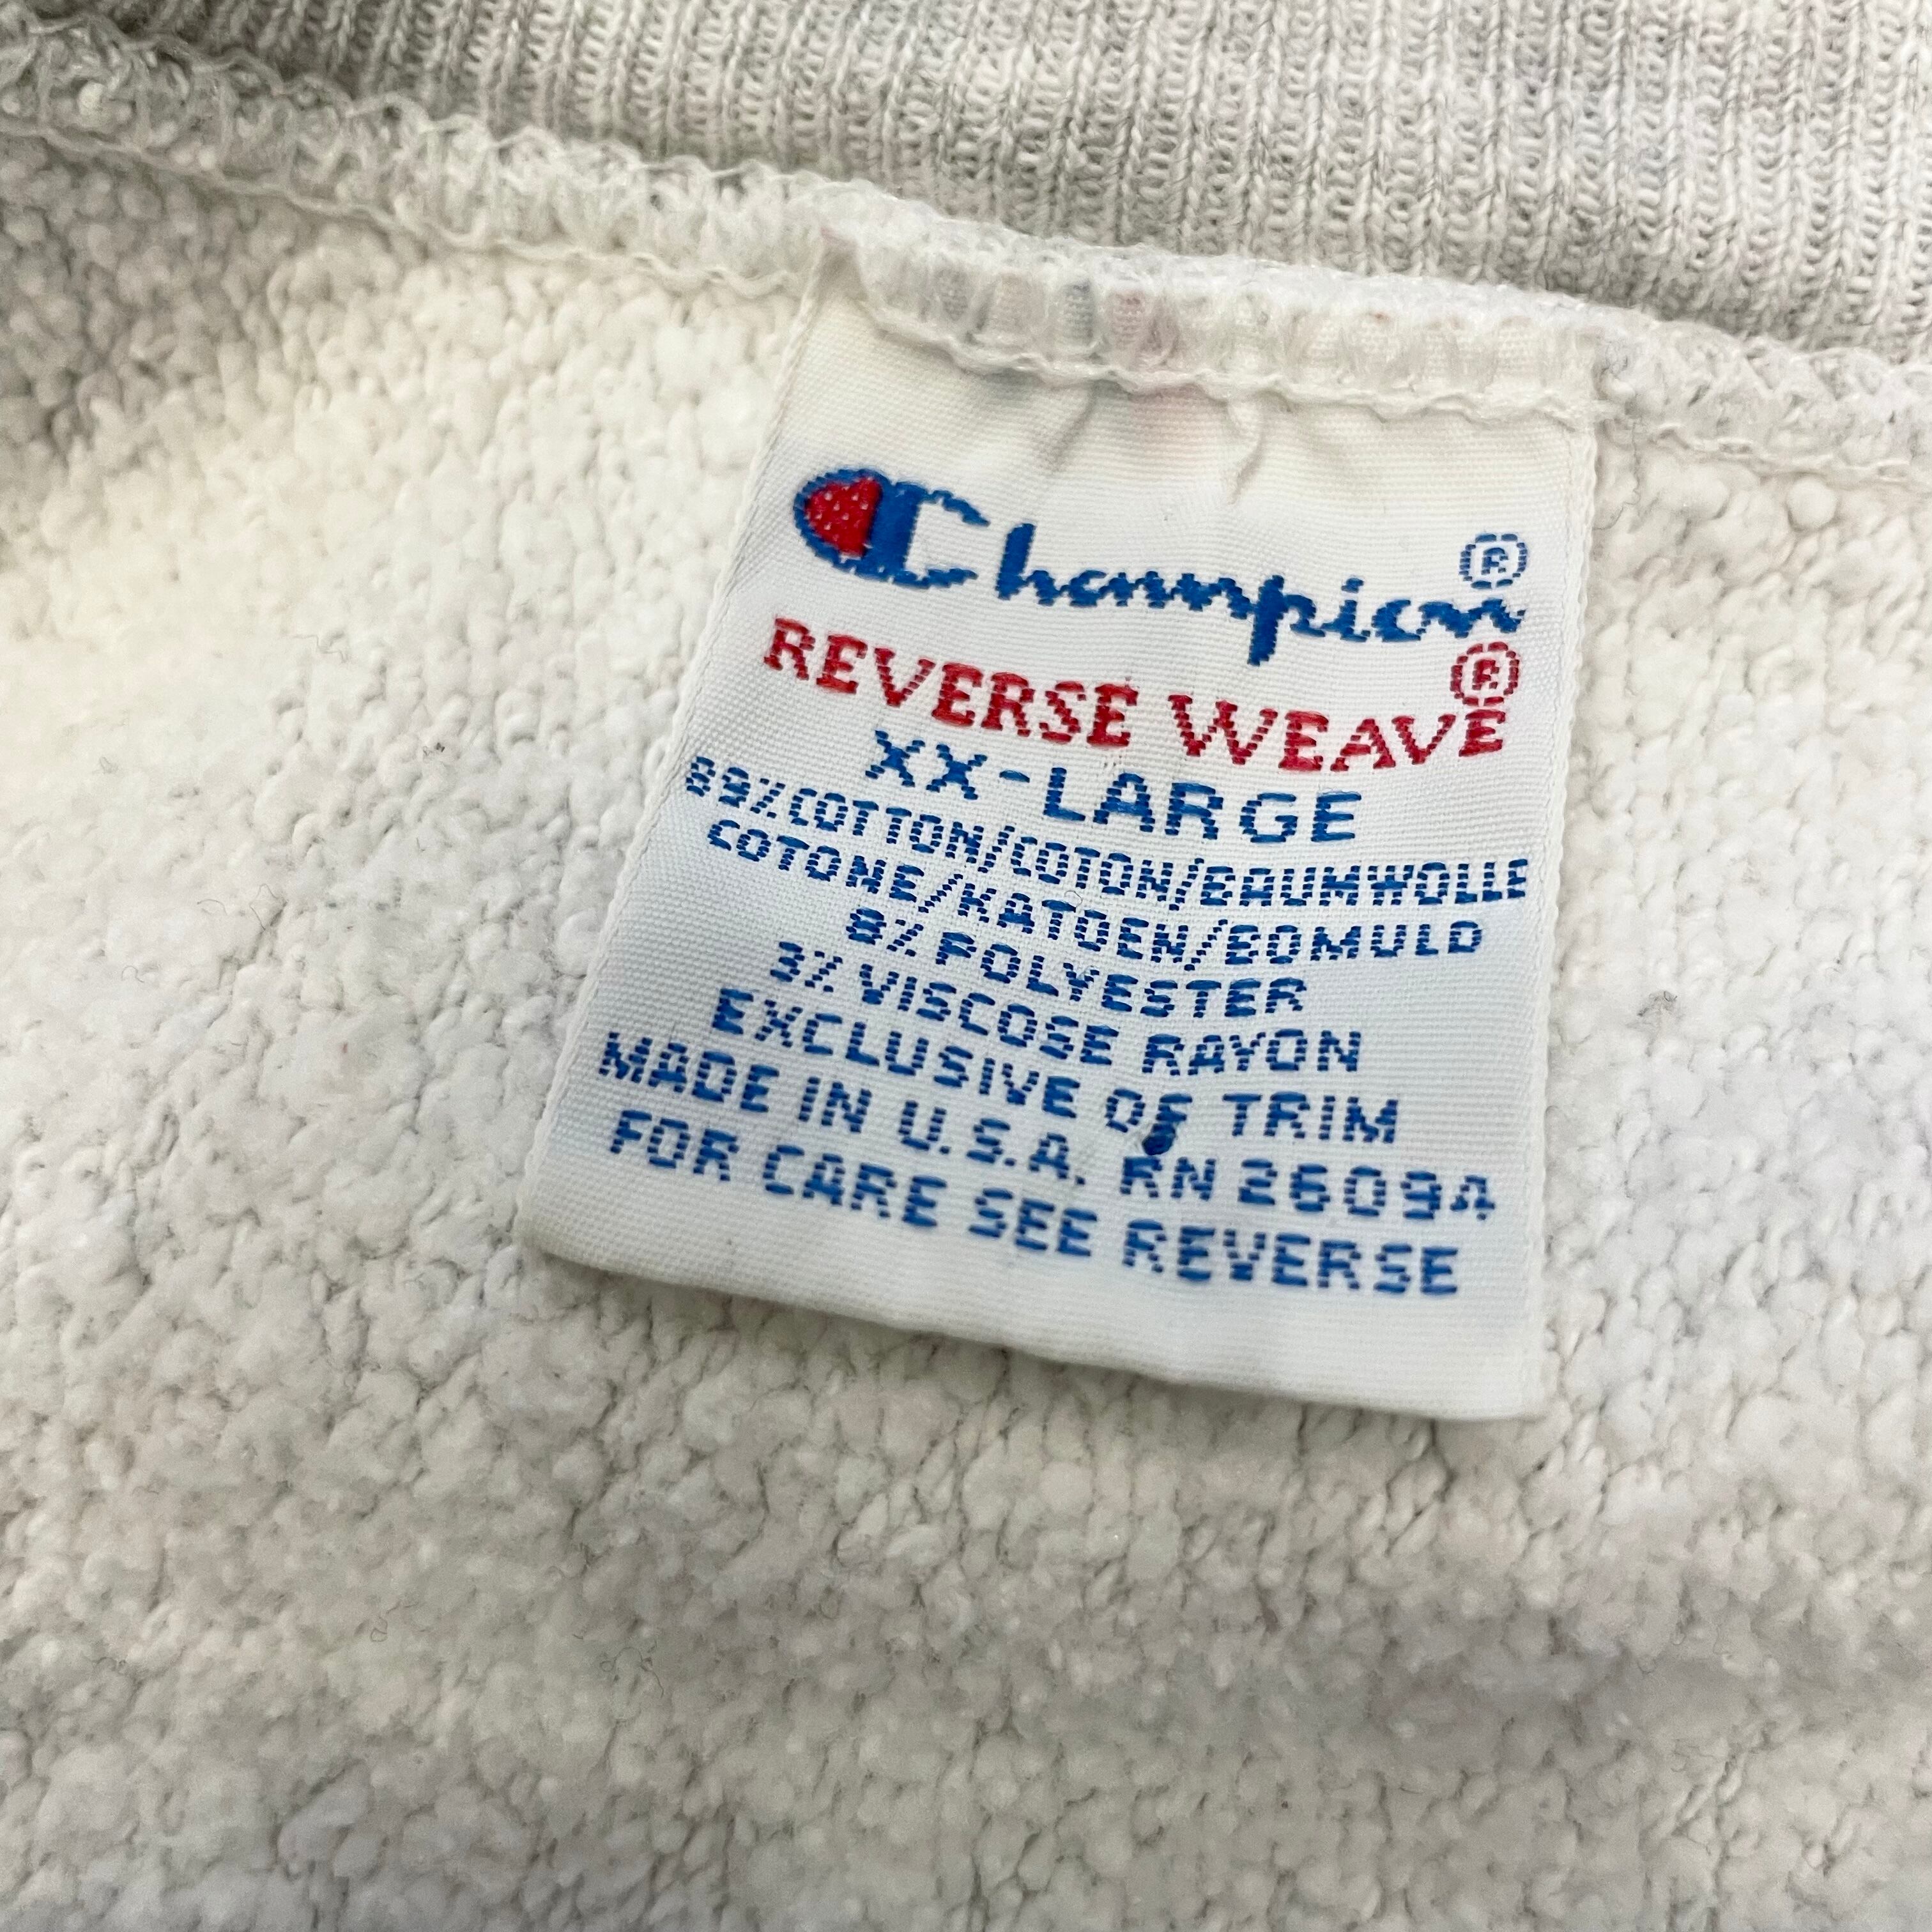 Champion®
REVERSE WEAVE®
XX-LARGE
89% COTTON/COTON/BAUMWOLLE
COTONE/KATOEN/BOMULD
8% POLYESTER
3% VISCOSE RAYON
EXCLUSIVE OF TRIM
MADE IN U.S.A. RN 26094
FOR CARE SEE REVERSE